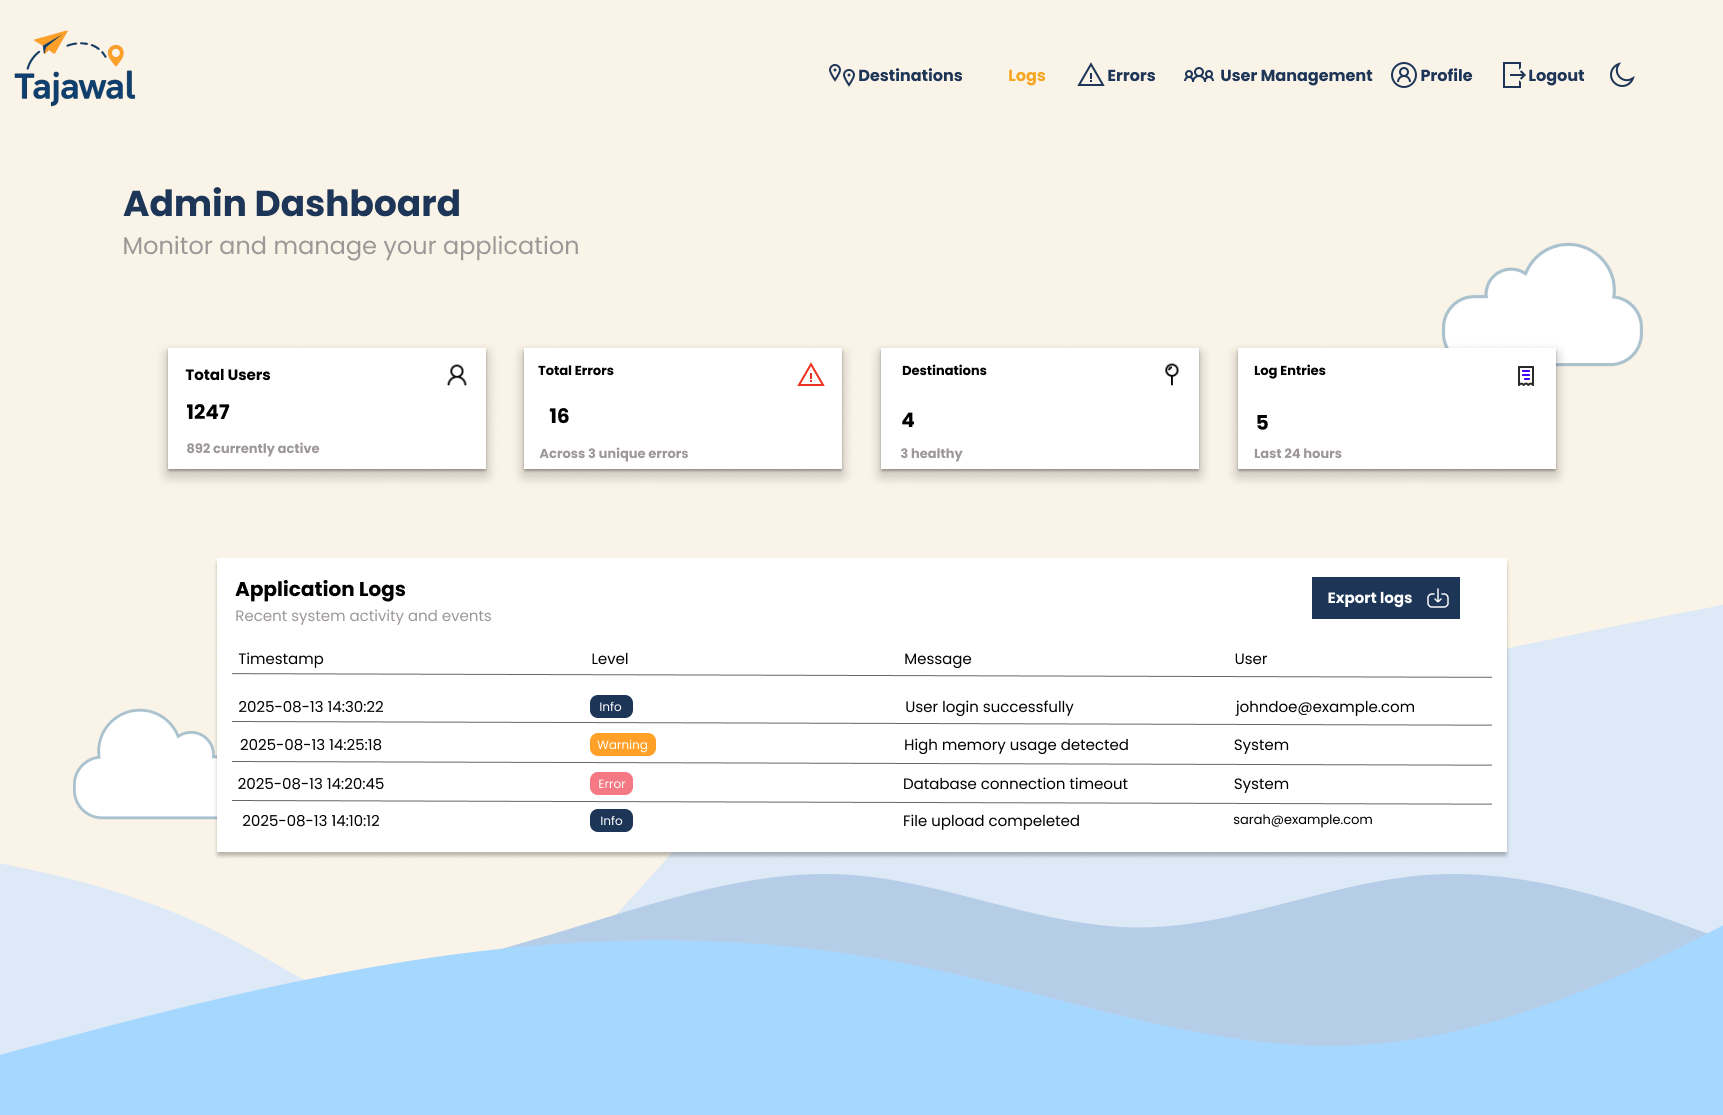 Tajawal
Destinations Logs Errors User Management Profile Logout
Admin Dashboard
Monitor and manage your application
Total Users
1247
892 currently active
Total Errors
16
Across 3 unique errors
Destinations
4
3 healthy
Log Entries
5
Last 24 hours
Application Logs
Recent system activity and events
Export logs
Timestamp Level Message User
2025-08-13 14:30:22 Info User login successfully johndoe@example.com
2025-08-13 14:25:18 Warning High memory usage detected System
2025-08-13 14:20:45 Error Database connection timeout System
2025-08-13 14:10:12 Info File upload compeleted sarah@example.com